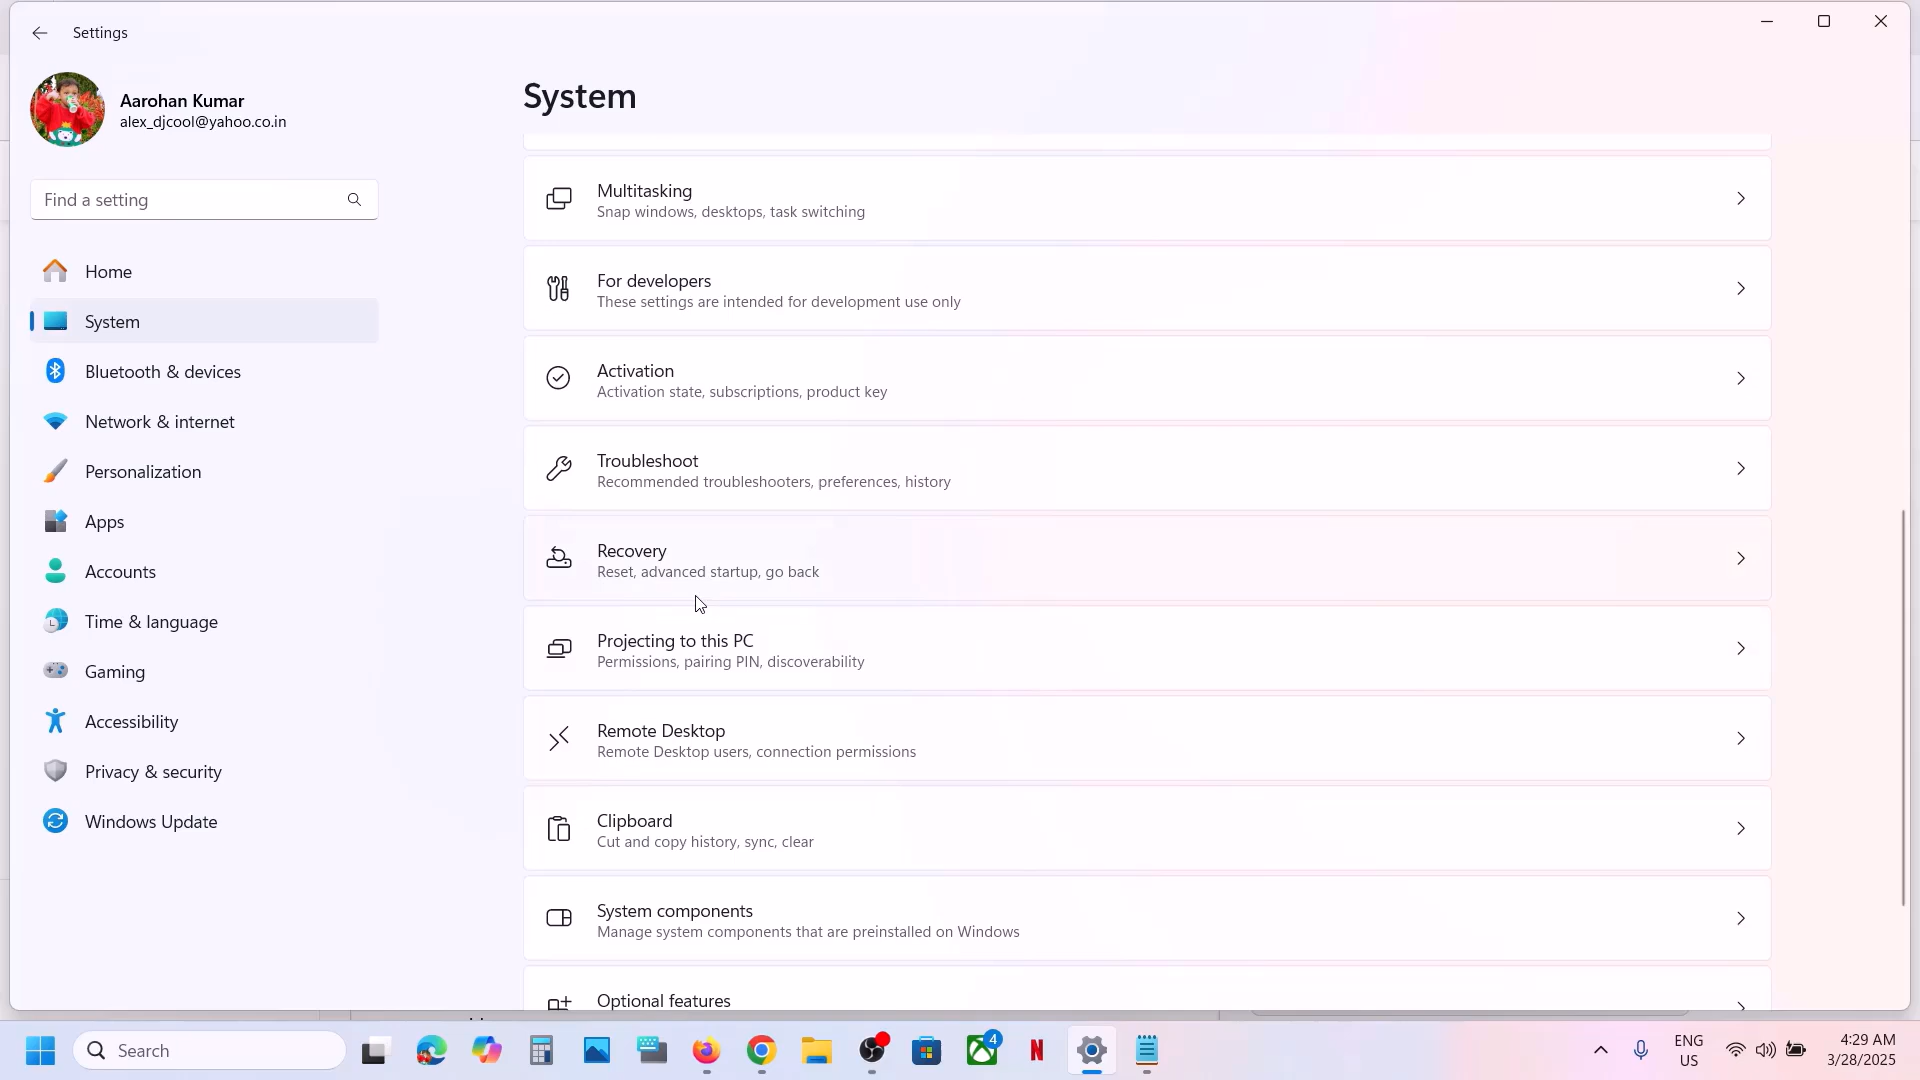 Settings
Aarohan Kumar
alex_djcool@yahoo.co.in
Find a setting
Home
System
Bluetooth & devices
Network & internet
Personalization
Apps
Accounts
Time & language
Gaming
Accessibility
Privacy & security
Windows Update
System
Multitasking
Snap windows, desktops, task switching
For developers
These settings are intended for development use only
Activation
Activation state, subscriptions, product key
Troubleshoot
Recommended troubleshooters, preferences, history
Recovery
Reset, advanced startup, go back
Projecting to this PC
Permissions, pairing PIN, discoverability
Remote Desktop
Remote Desktop users, connection permissions
Clipboard
Cut and copy history, sync, clear
System components
Manage system components that are preinstalled on Windows
Optional features
Search
4
N
ENG
US
4:29 AM
3/28/2025